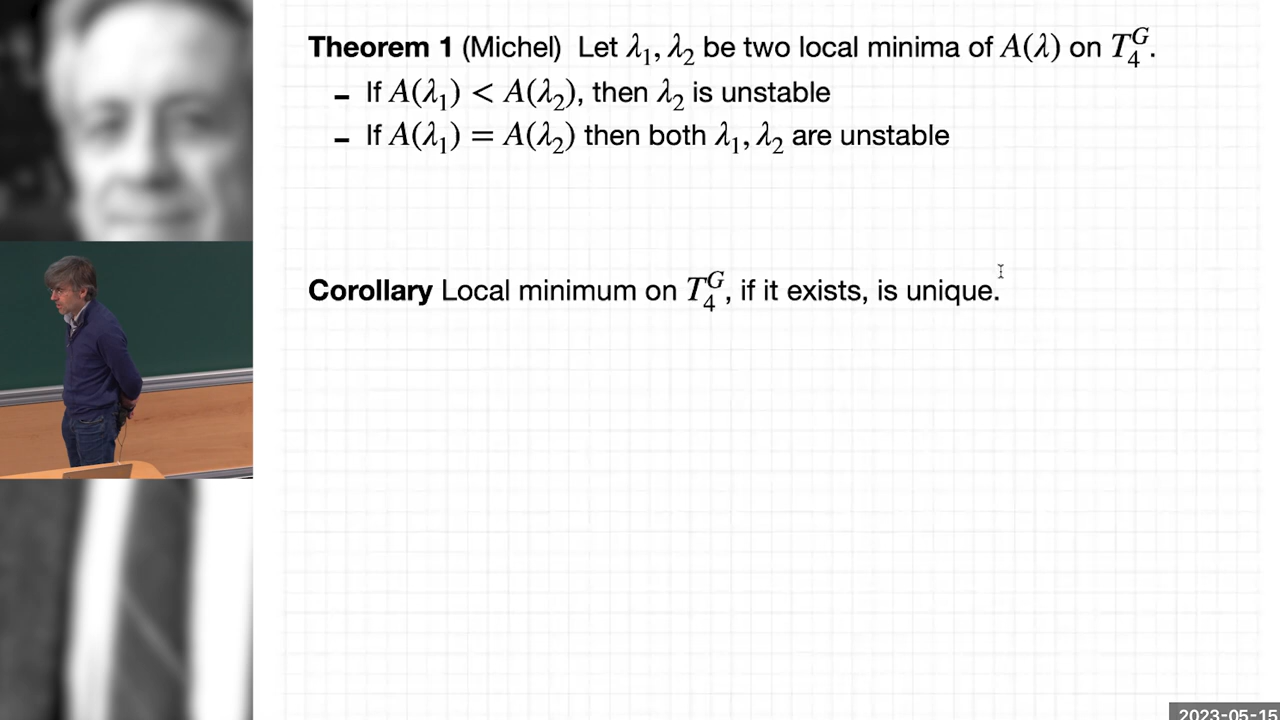 Theorem 1 (Michel) Let λ₁, λ₂ be two local minima of A(λ) on T₄ᴳ.
– If A(λ₁) < A(λ₂), then λ₂ is unstable
– If A(λ₁) = A(λ₂) then both λ₁, λ₂ are unstable
Corollary Local minimum on T₄ᴳ, if it exists, is unique.
2023-05-15